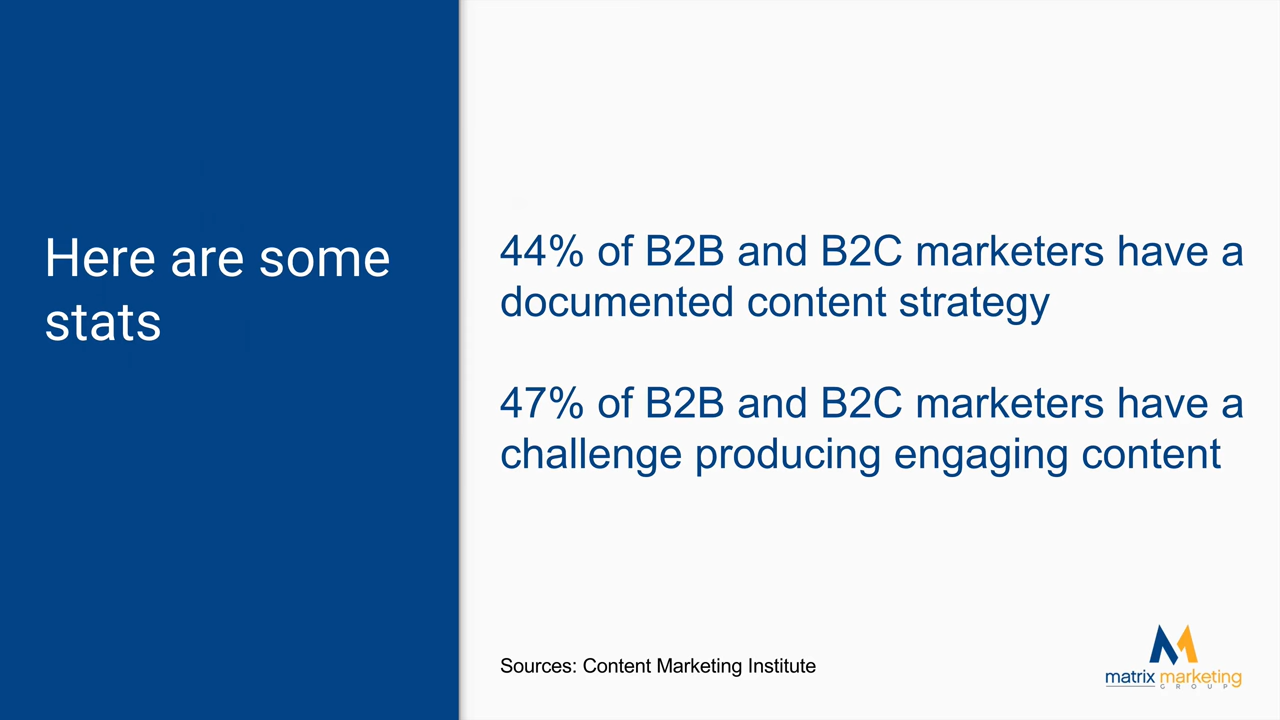 Here are some
stats
44% of B2B and B2C marketers have a
documented content strategy
47% of B2B and B2C marketers have a
challenge producing engaging content
Sources: Content Marketing Institute
matrix marketing
GROUP